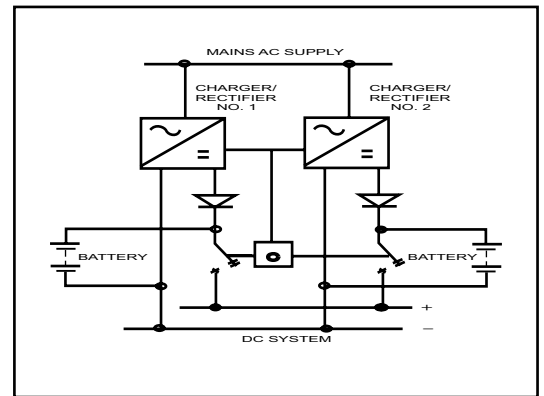 MAINS AC SUPPLY
CHARGER/
RECTIFIER
NO. 1
CHARGER/
RECTIFIER
NO. 2
BATTERY
BATTERY
+
−
DC SYSTEM